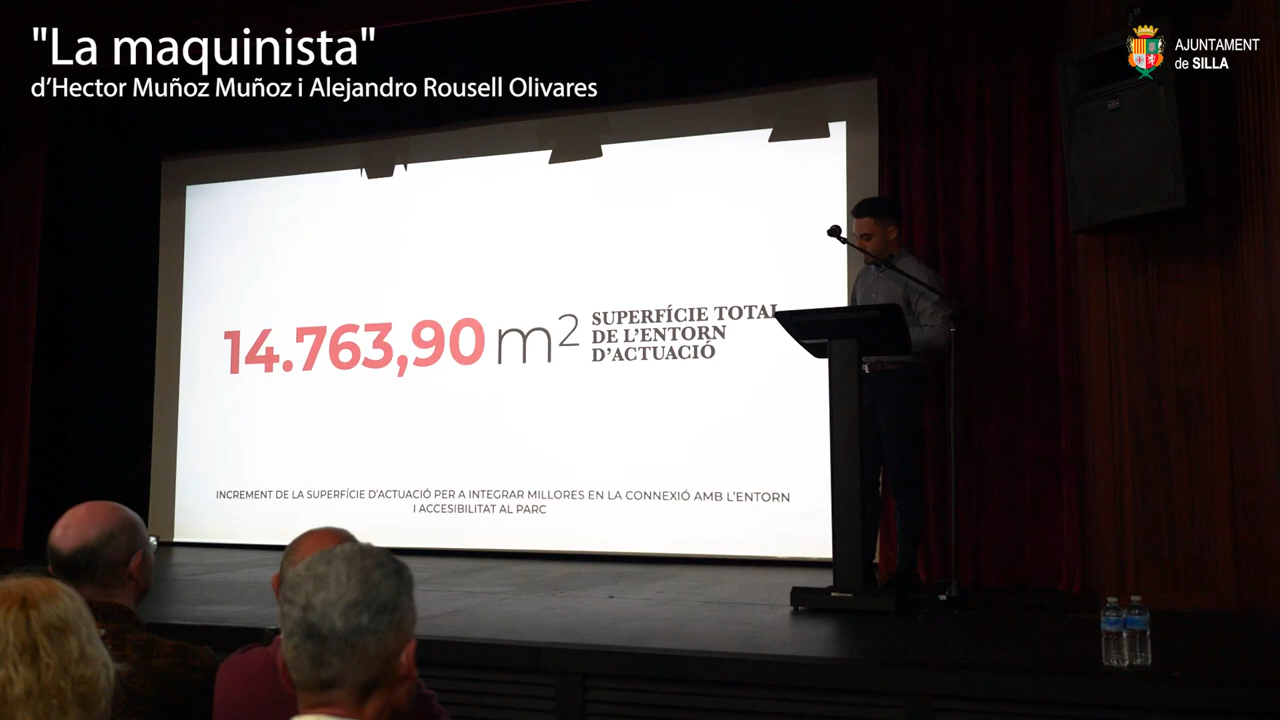 "La maquinista"
d'Hector Muñoz Muñoz i Alejandro Rousell Olivares
AJUNTAMENT
de SILLA
14.763,90 m²
SUPERFÍCIE TOTAL
DE L'ENTORN
D'ACTUACIÓ
INCREMENT DE LA SUPERFÍCIE D'ACTUACIÓ PER A INTEGRAR MILLORES EN LA CONNEXIÓ AMB L'ENTORN
I ACCESIBILITAT AL PARC